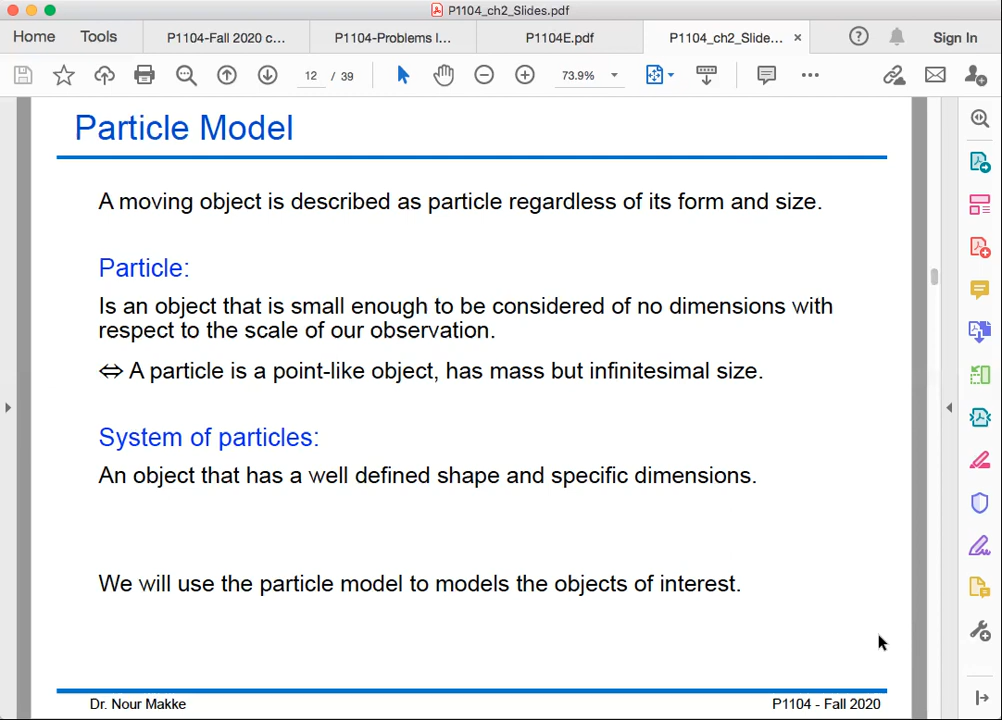 P1104_ch2_Slides.pdf
Home Tools P1104-Fall 2020 c... P1104-Problems l... P1104E.pdf P1104_ch2_Slide... × Sign In
12 / 39 73.9%
Particle Model
A moving object is described as particle regardless of its form and size.
Particle:
Is an object that is small enough to be considered of no dimensions with
respect to the scale of our observation.
⇔ A particle is a point-like object, has mass but infinitesimal size.
System of particles:
An object that has a well defined shape and specific dimensions.
We will use the particle model to models the objects of interest.
Dr. Nour Makke P1104 - Fall 2020